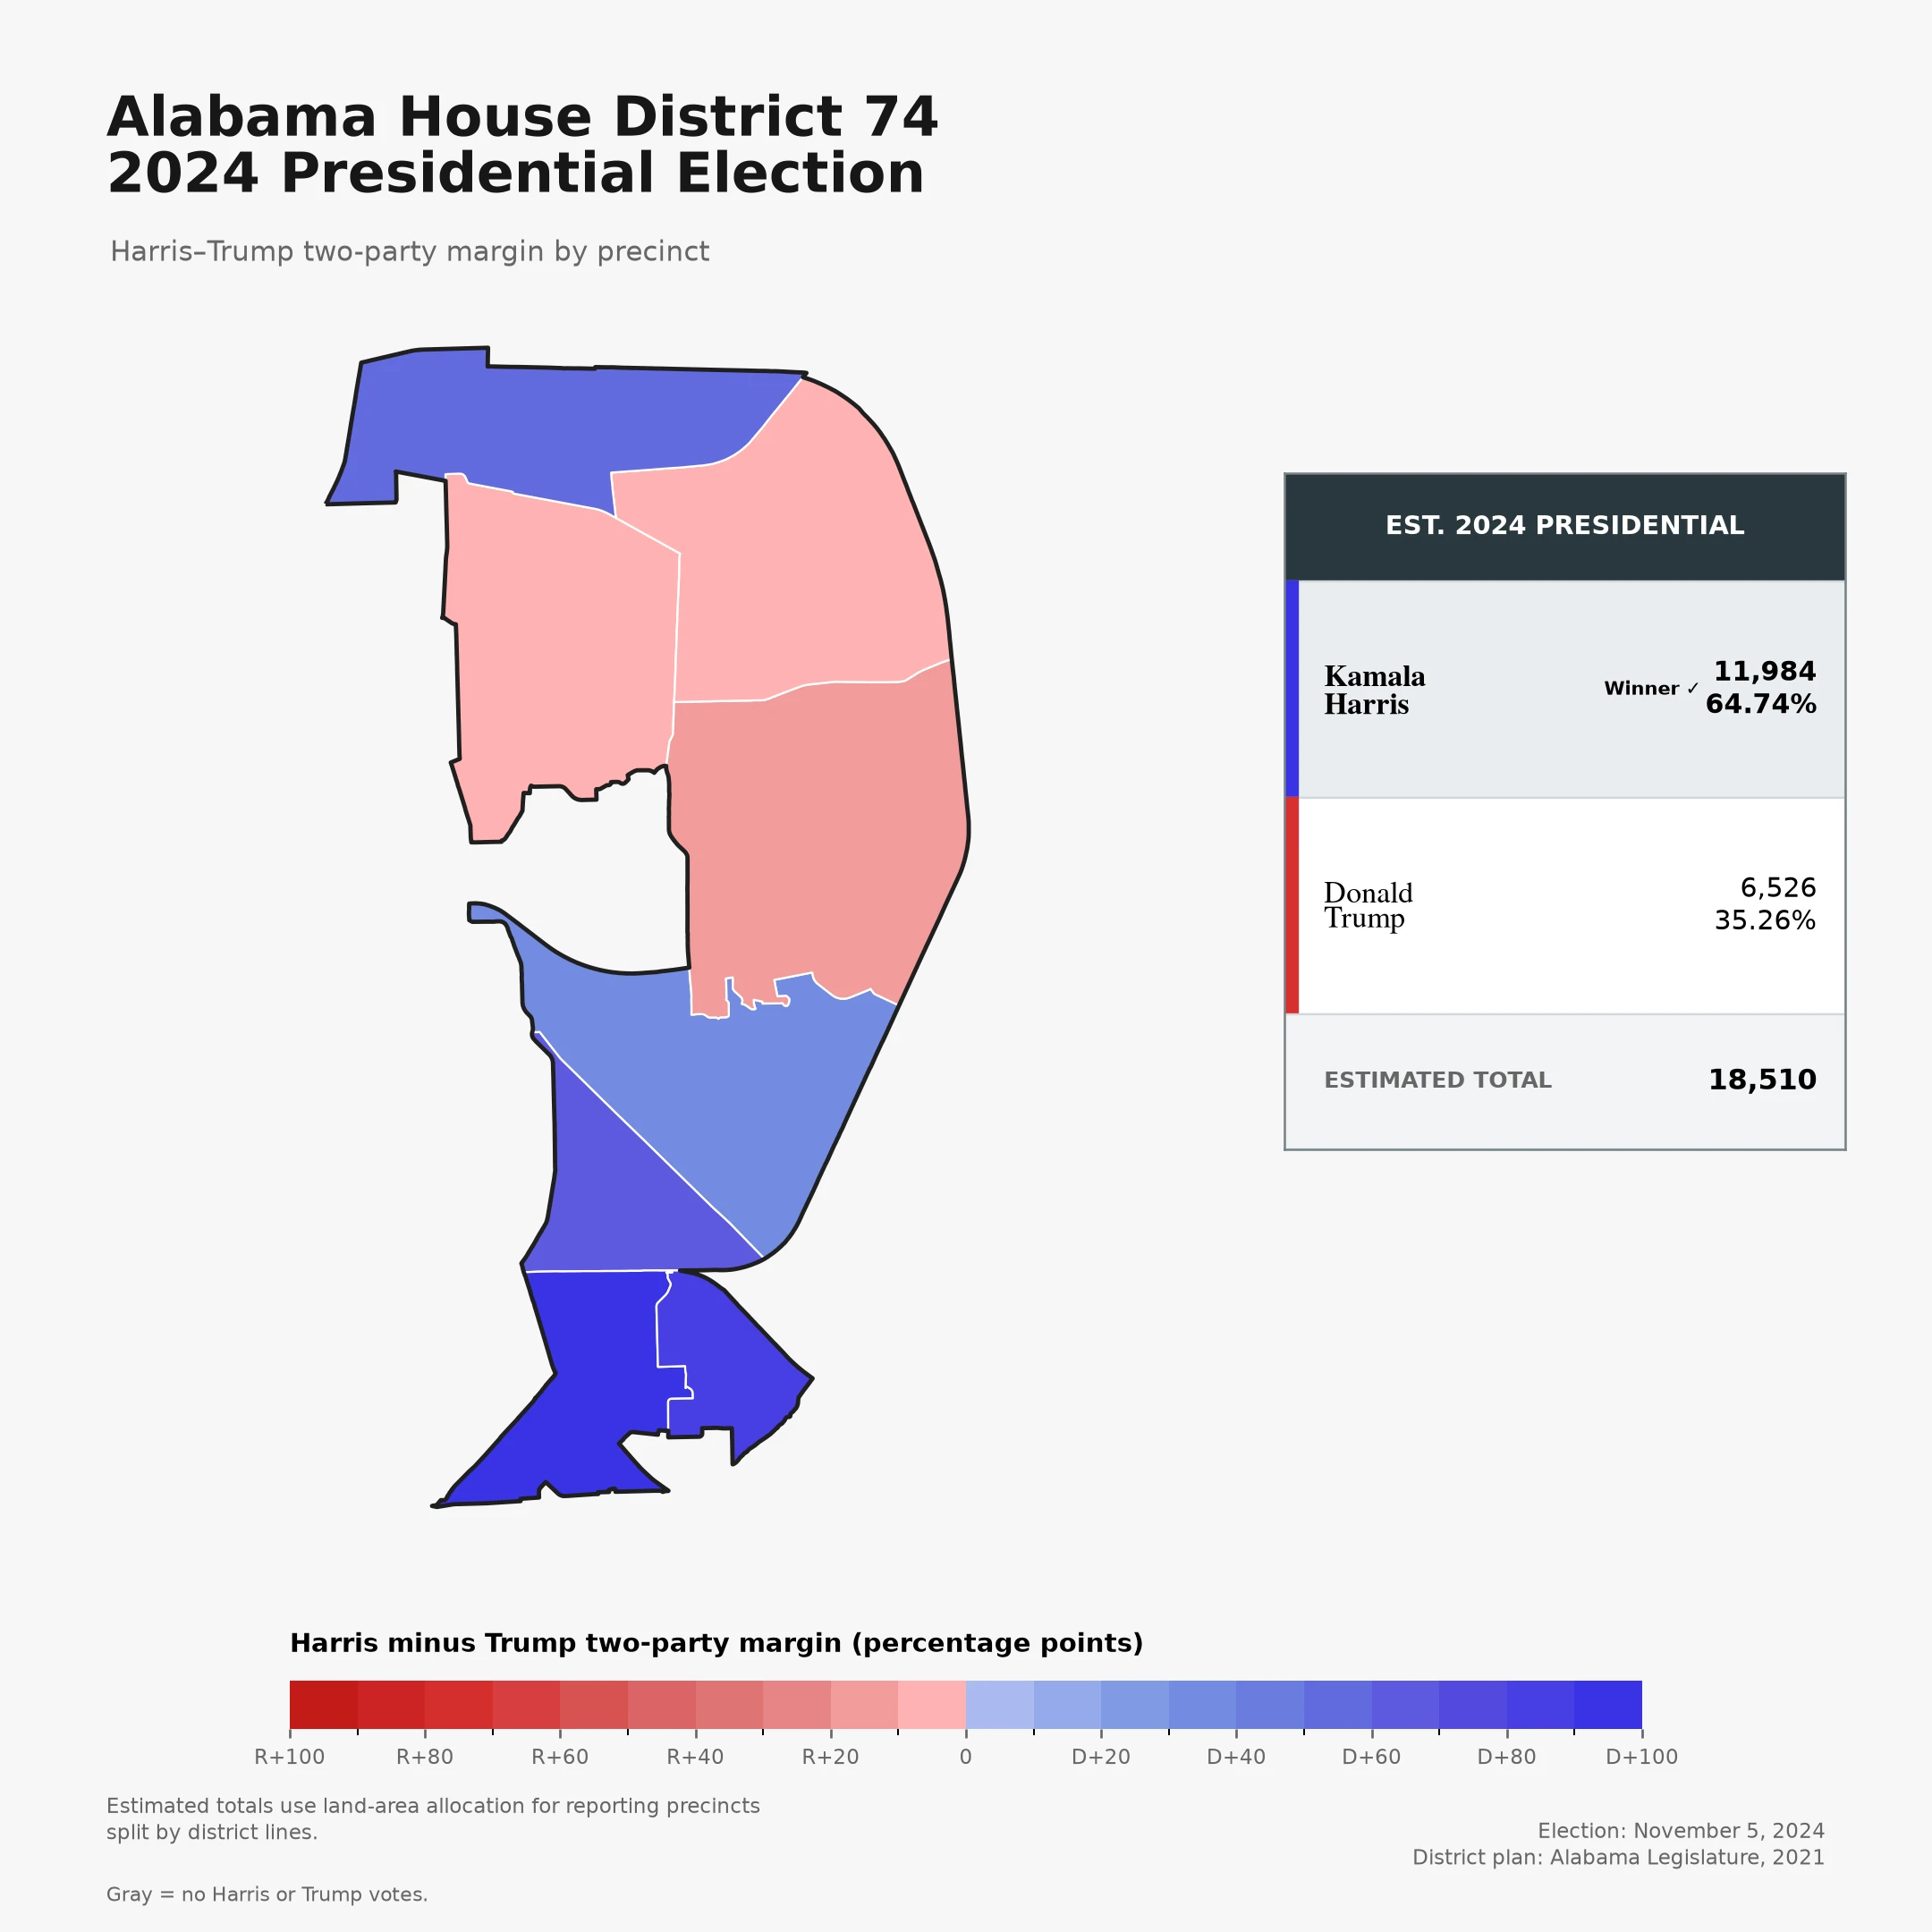 Alabama House District 74
2024 Presidential Election
Harris–Trump two-party margin by precinct
EST. 2024 PRESIDENTIAL
Kamala
Harris
Winner ✓
11,984
64.74%
Donald
Trump
6,526
35.26%
ESTIMATED TOTAL
18,510
Harris minus Trump two-party margin (percentage points)
R+100 R+80 R+60 R+40 R+20 0 D+20 D+40 D+60 D+80 D+100
Estimated totals use land-area allocation for reporting precincts
split by district lines.
Gray = no Harris or Trump votes.
Election: November 5, 2024
District plan: Alabama Legislature, 2021